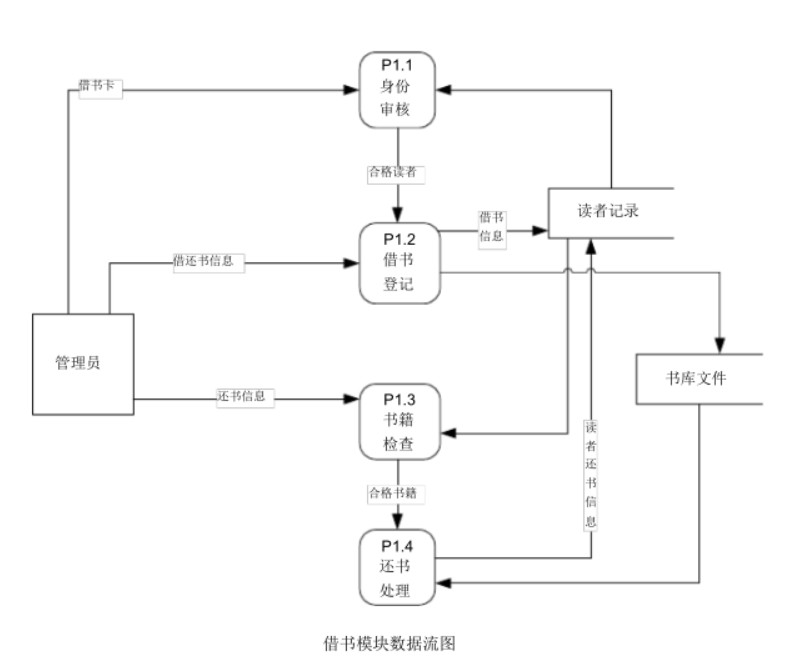 P1.1
身份
审核
借书卡
合格读者
读者记录
P1.2
借书
登记
借书
信息
借还书信息
管理员
书库文件
还书信息
P1.3
书籍
检查
读
者
还
书
信
息
合格书籍
P1.4
还书
处理
借书模块数据流图